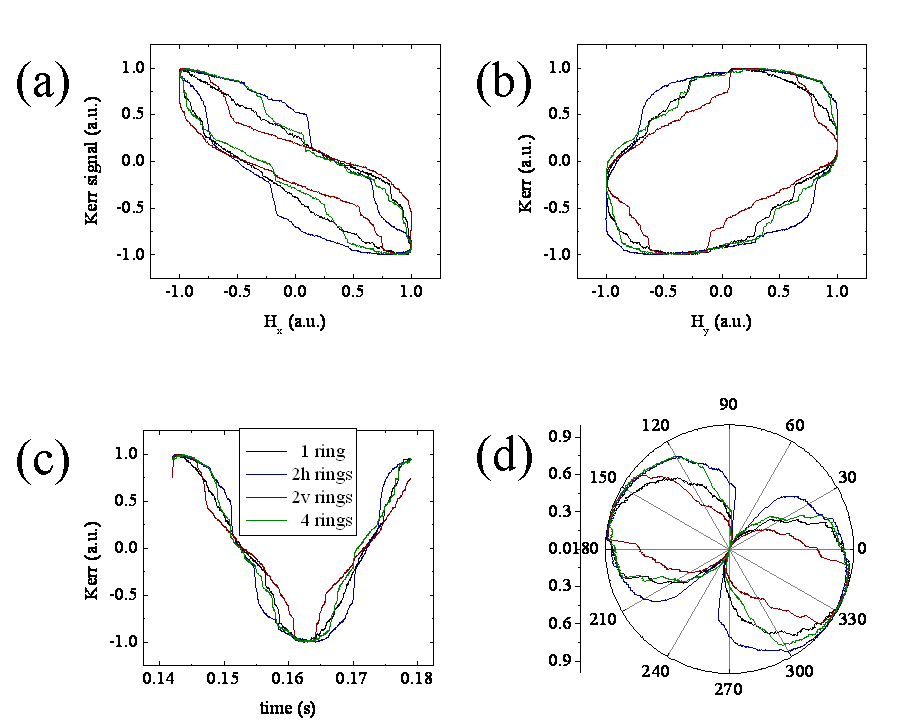 (a)
Kerr signal (a.u.)
1.0
0.5
0.0
-0.5
-1.0
-1.0 -0.5 0.0 0.5 1.0
Hx (a.u.)
(b)
Kerr (a.u.)
1.0
0.5
0.0
-0.5
-1.0
-1.0 -0.5 0.0 0.5 1.0
Hy (a.u.)
(c)
Kerr (a.u.)
1.0
0.5
0.0
-0.5
-1.0
0.14 0.15 0.16 0.17 0.18
time (s)
1 ring
2h rings
2v rings
4 rings
(d)
0.9
0.6
0.3
0.0
0.3
0.6
0.9
0
30
60
90
120
150
180
210
240
270
300
330